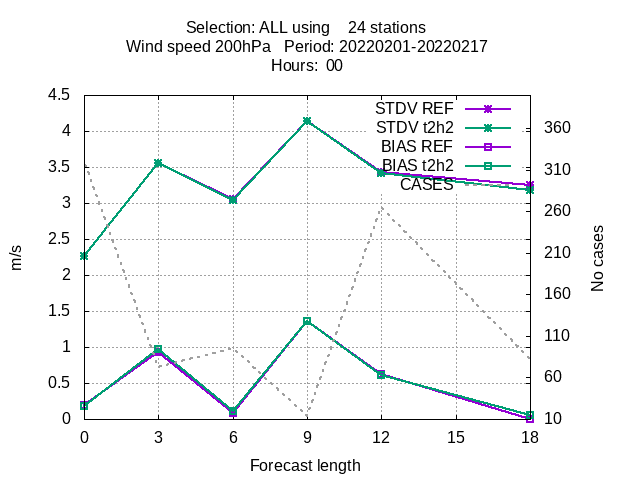 Selection: ALL using    24 stations
Wind speed 200hPa   Period: 20220201-20220217
Hours:  00
STDV REF
STDV t2h2
BIAS REF
BIAS t2h2
CASES
4.5
4
3.5
3
2.5
2
1.5
1
0.5
0
360
310
260
210
160
110
60
10
m/s
No cases
0 3 6 9 12 15 18
Forecast length